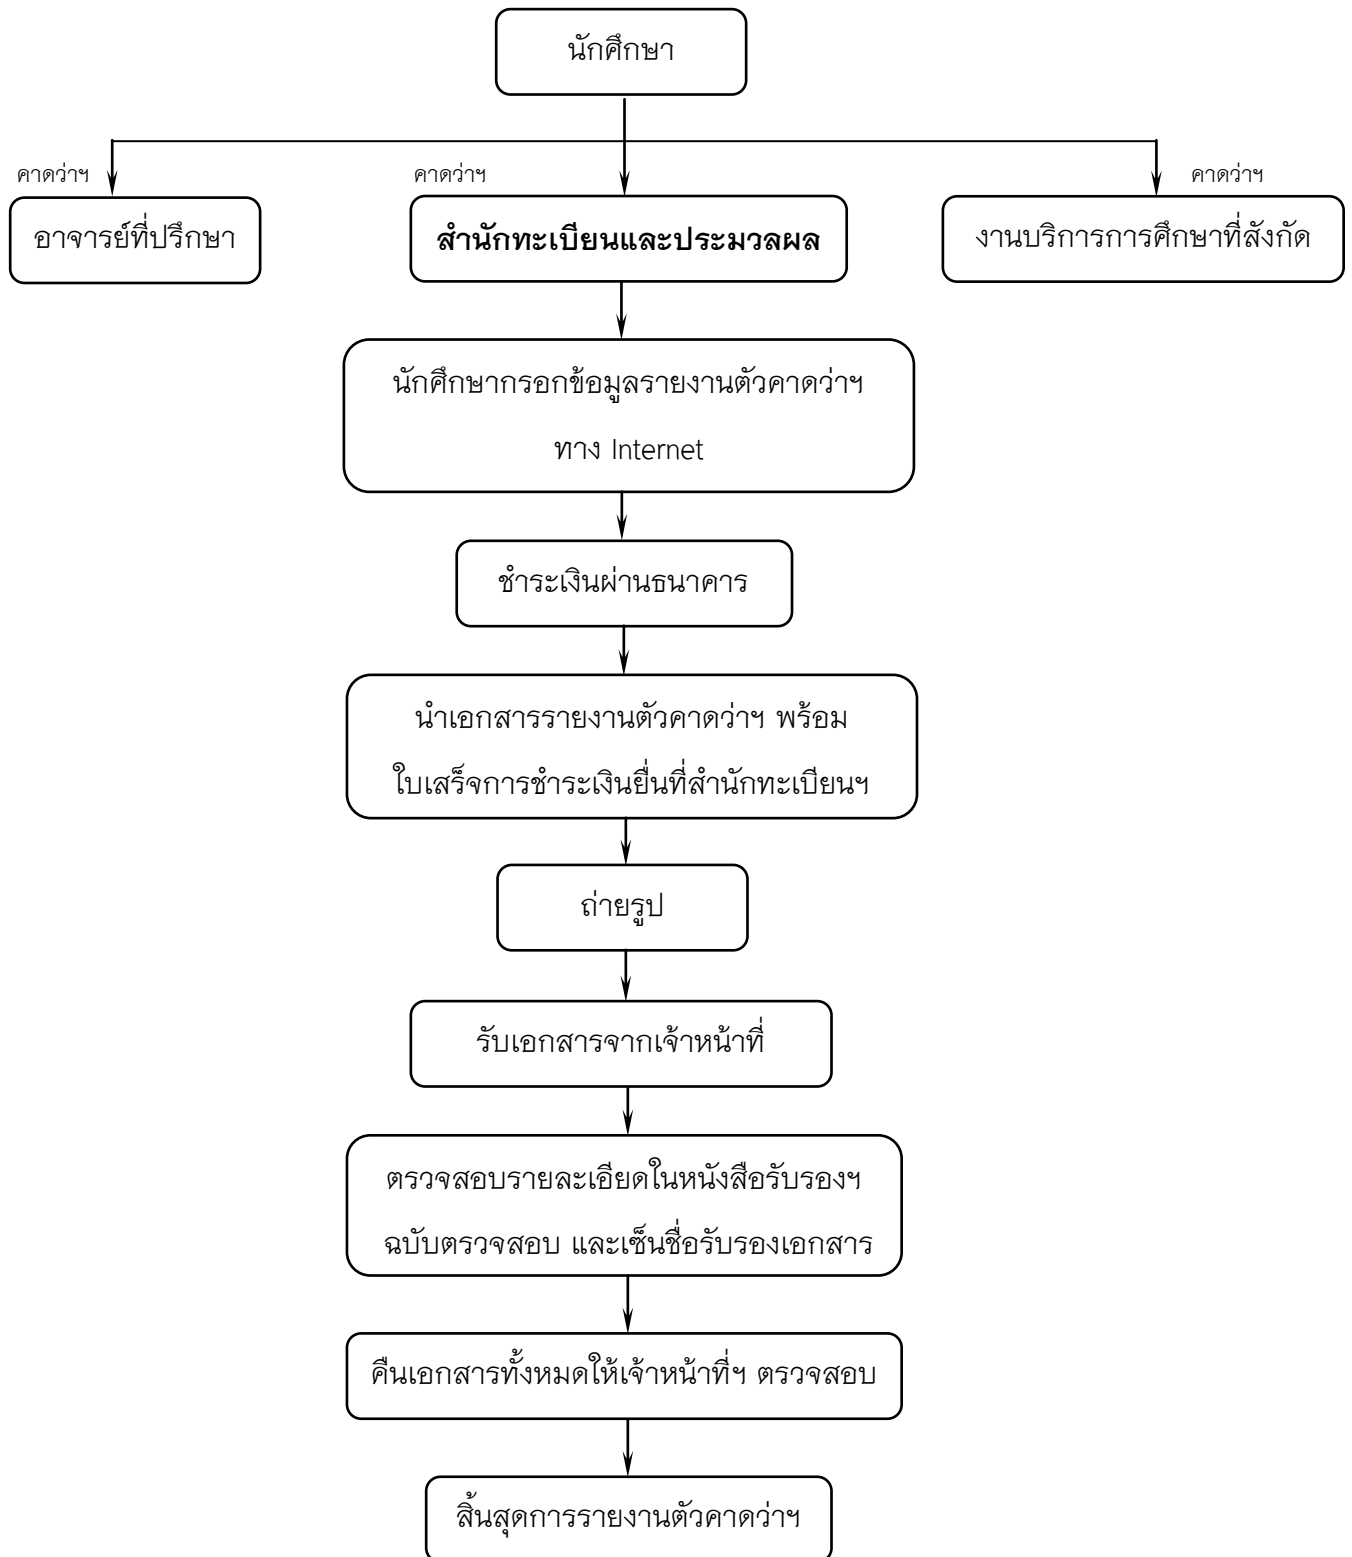 นักศึกษา
คาดว่าฯ
คาดว่าฯ
คาดว่าฯ
อาจารย์ที่ปรึกษา
สำนักทะเบียนและประมวลผล
งานบริการการศึกษาที่สังกัด
นักศึกษากรอกข้อมูลรายงานตัวคาดว่าฯ
ทาง Internet
ชำระเงินผ่านธนาคาร
นำเอกสารรายงานตัวคาดว่าฯ พร้อม
ใบเสร็จการชำระเงินยื่นที่สำนักทะเบียนฯ
ถ่ายรูป
รับเอกสารจากเจ้าหน้าที่
ตรวจสอบรายละเอียดในหนังสือรับรองฯ
ฉบับตรวจสอบ และเซ็นชื่อรับรองเอกสาร
คืนเอกสารทั้งหมดให้เจ้าหน้าที่ฯ ตรวจสอบ
สิ้นสุดการรายงานตัวคาดว่าฯ